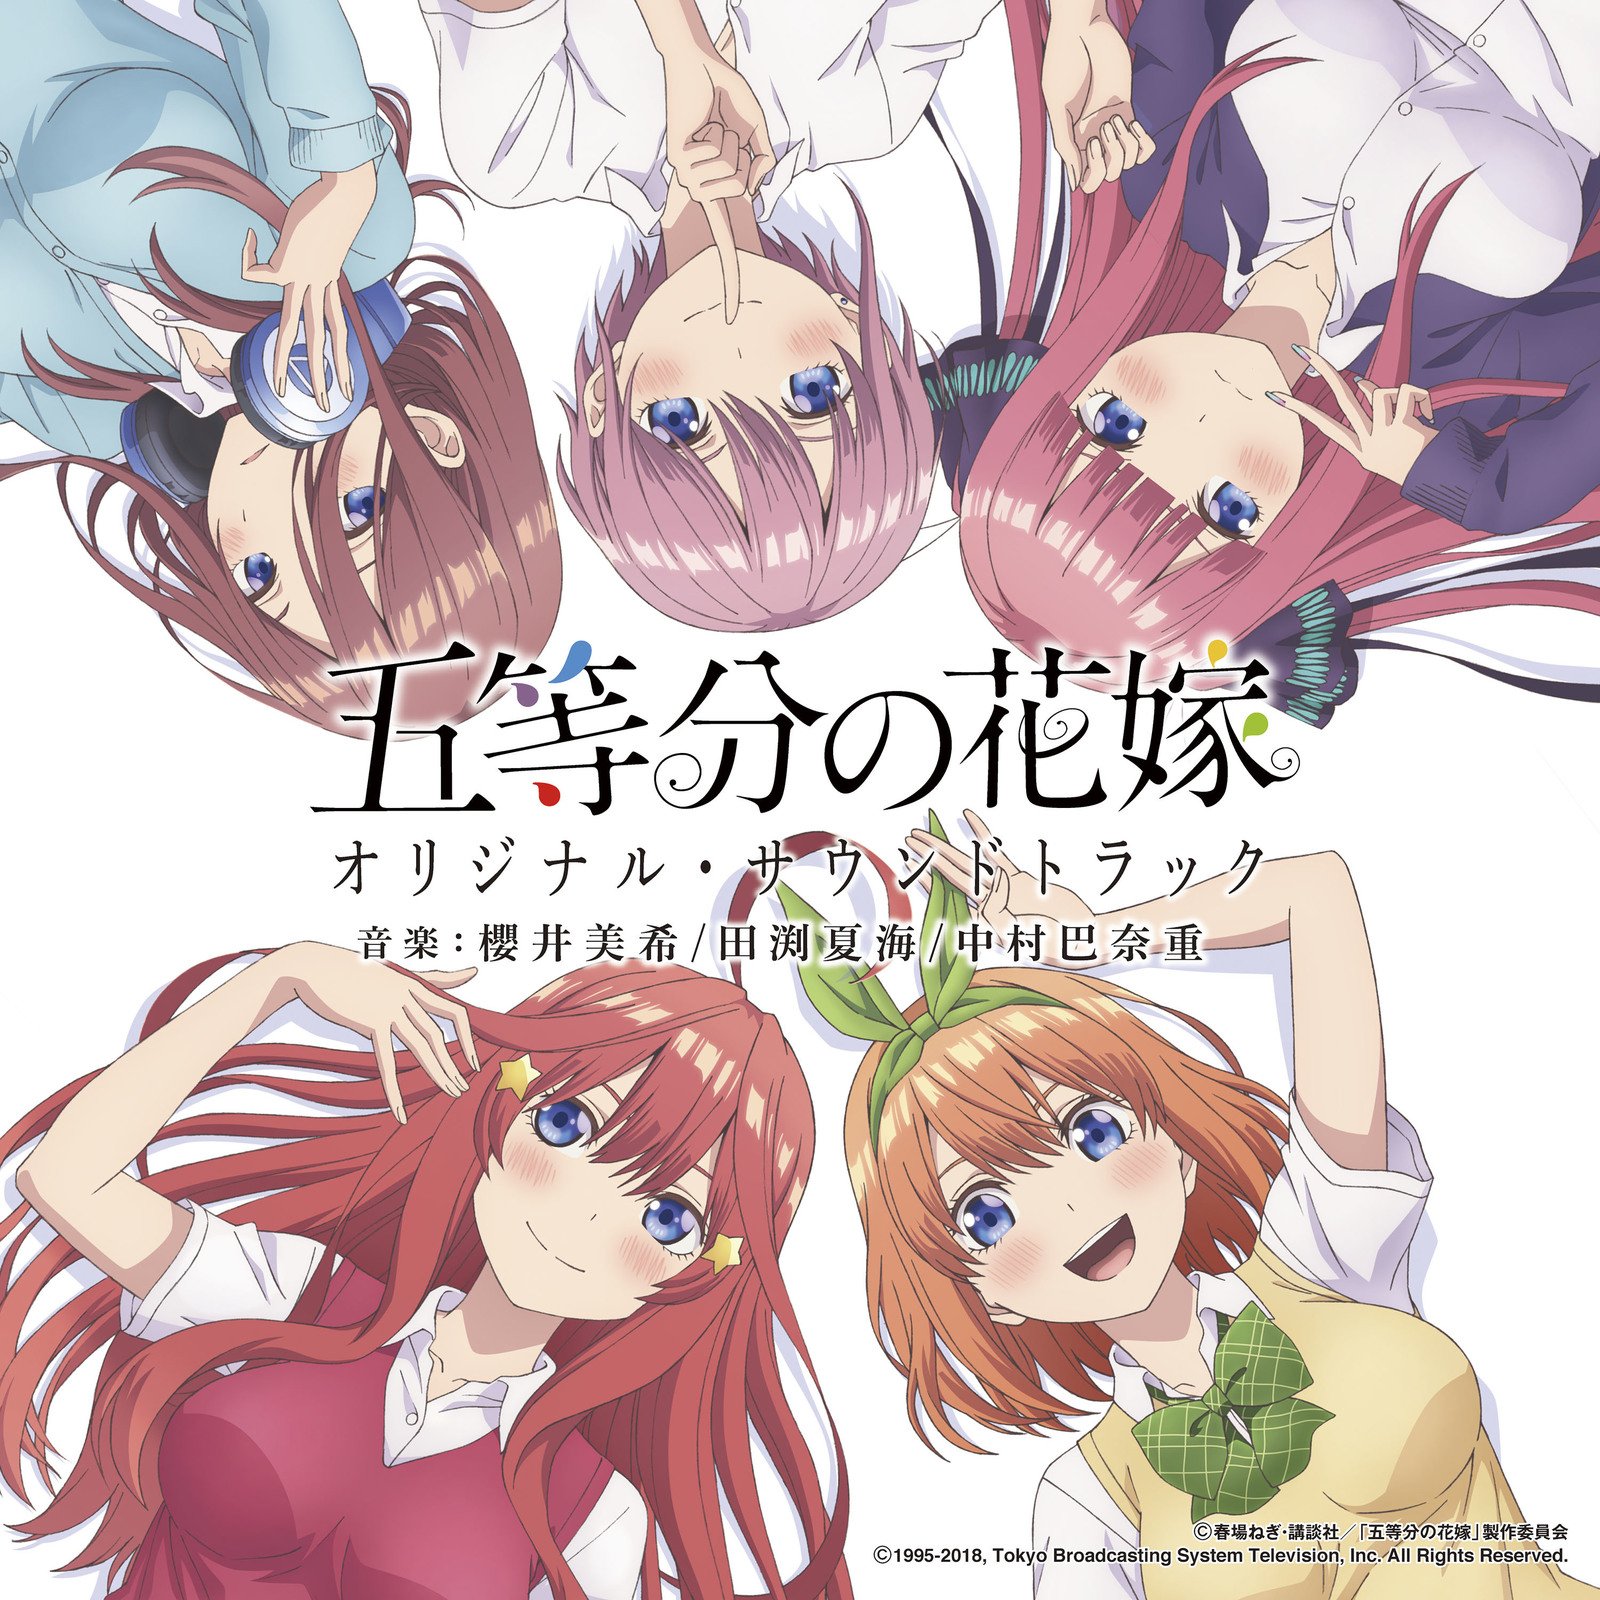 五等分の花嫁
オリジナル・サウンドトラック
音楽：櫻井美希/田渕夏海/中村巴奈重
©春場ねぎ・講談社／「五等分の花嫁」製作委員会
©1995-2018, Tokyo Broadcasting System Television, Inc. All Rights Reserved.